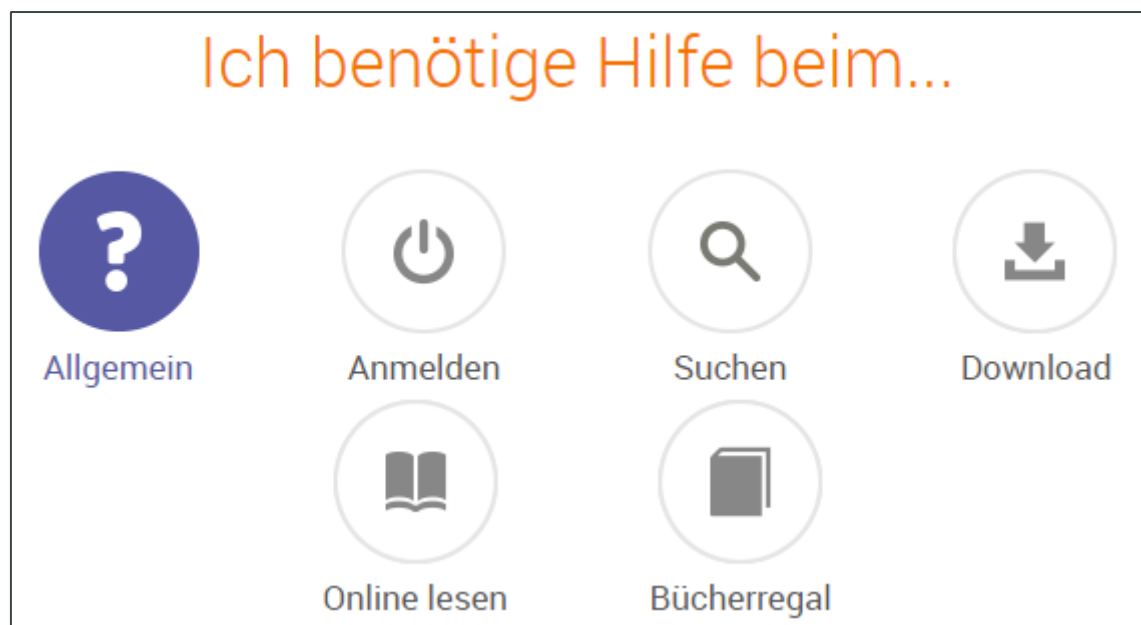 Ich benötige Hilfe beim...
Allgemein
Anmelden
Suchen
Download
Online lesen
Bücherregal